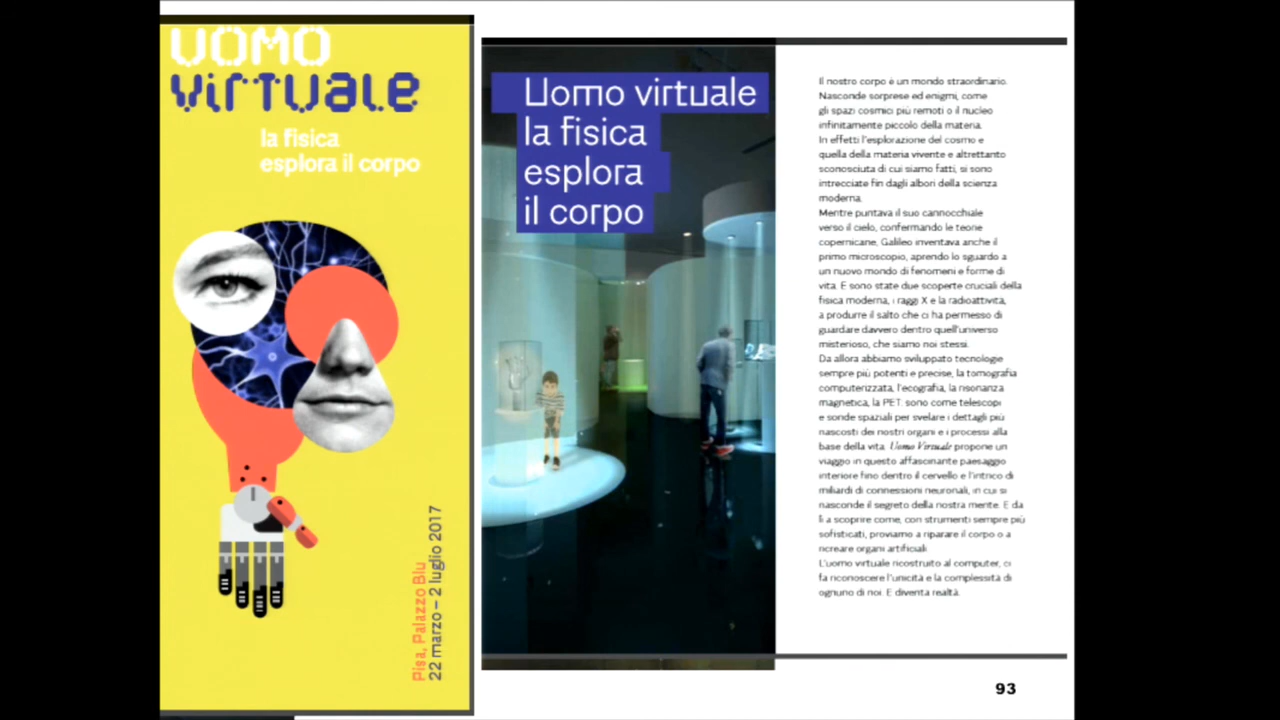 UOMO
virtuale
la fisica
esplora il corpo
Pisa, Palazzo Blu
22 marzo – 2 luglio 2017
Uomo virtuale
la fisica
esplora
il corpo
Il nostro corpo è un mondo straordinario.
Nasconde sorprese ed enigmi, come
gli spazi cosmici più remoti o il nucleo
infinitamente piccolo della materia.
In effetti l'esplorazione del cosmo e
quella della materia vivente e altrettanto
sconosciuta di cui siamo fatti, si sono
intrecciate fin dagli albori della scienza
moderna.
Mentre puntava il suo cannocchiale
verso il cielo, confermando le teorie
copernicane, Galileo inventava anche il
primo microscopio, aprendo lo sguardo a
un nuovo mondo di fenomeni e forme di
vita. E sono state due scoperte cruciali della
fisica moderna, i raggi X e la radioattività,
a produrre il salto che ci ha permesso di
guardare davvero dentro quell'universo
misterioso, che siamo noi stessi.
Da allora abbiamo sviluppato tecnologie
sempre più potenti e precise, la tomografia
computerizzata, l'ecografia, la risonanza
magnetica, la PET: sono come telescopi
e sonde spaziali per svelare i dettagli più
nascosti dei nostri organi e i processi alla
base della vita. Uomo Virtuale propone un
viaggio in questo affascinante paesaggio
interiore fino dentro il cervello e l'intrico di
miliardi di connessioni neuronali, in cui si
nasconde il segreto della nostra mente. E da
lì a scoprire come, con strumenti sempre più
sofisticati, proviamo a riparare il corpo o a
ricreare organi artificiali
L'uomo virtuale ricostruito al computer, ci
fa riconoscere l'unicità e la complessità di
ognuno di noi. E diventa realtà.
93